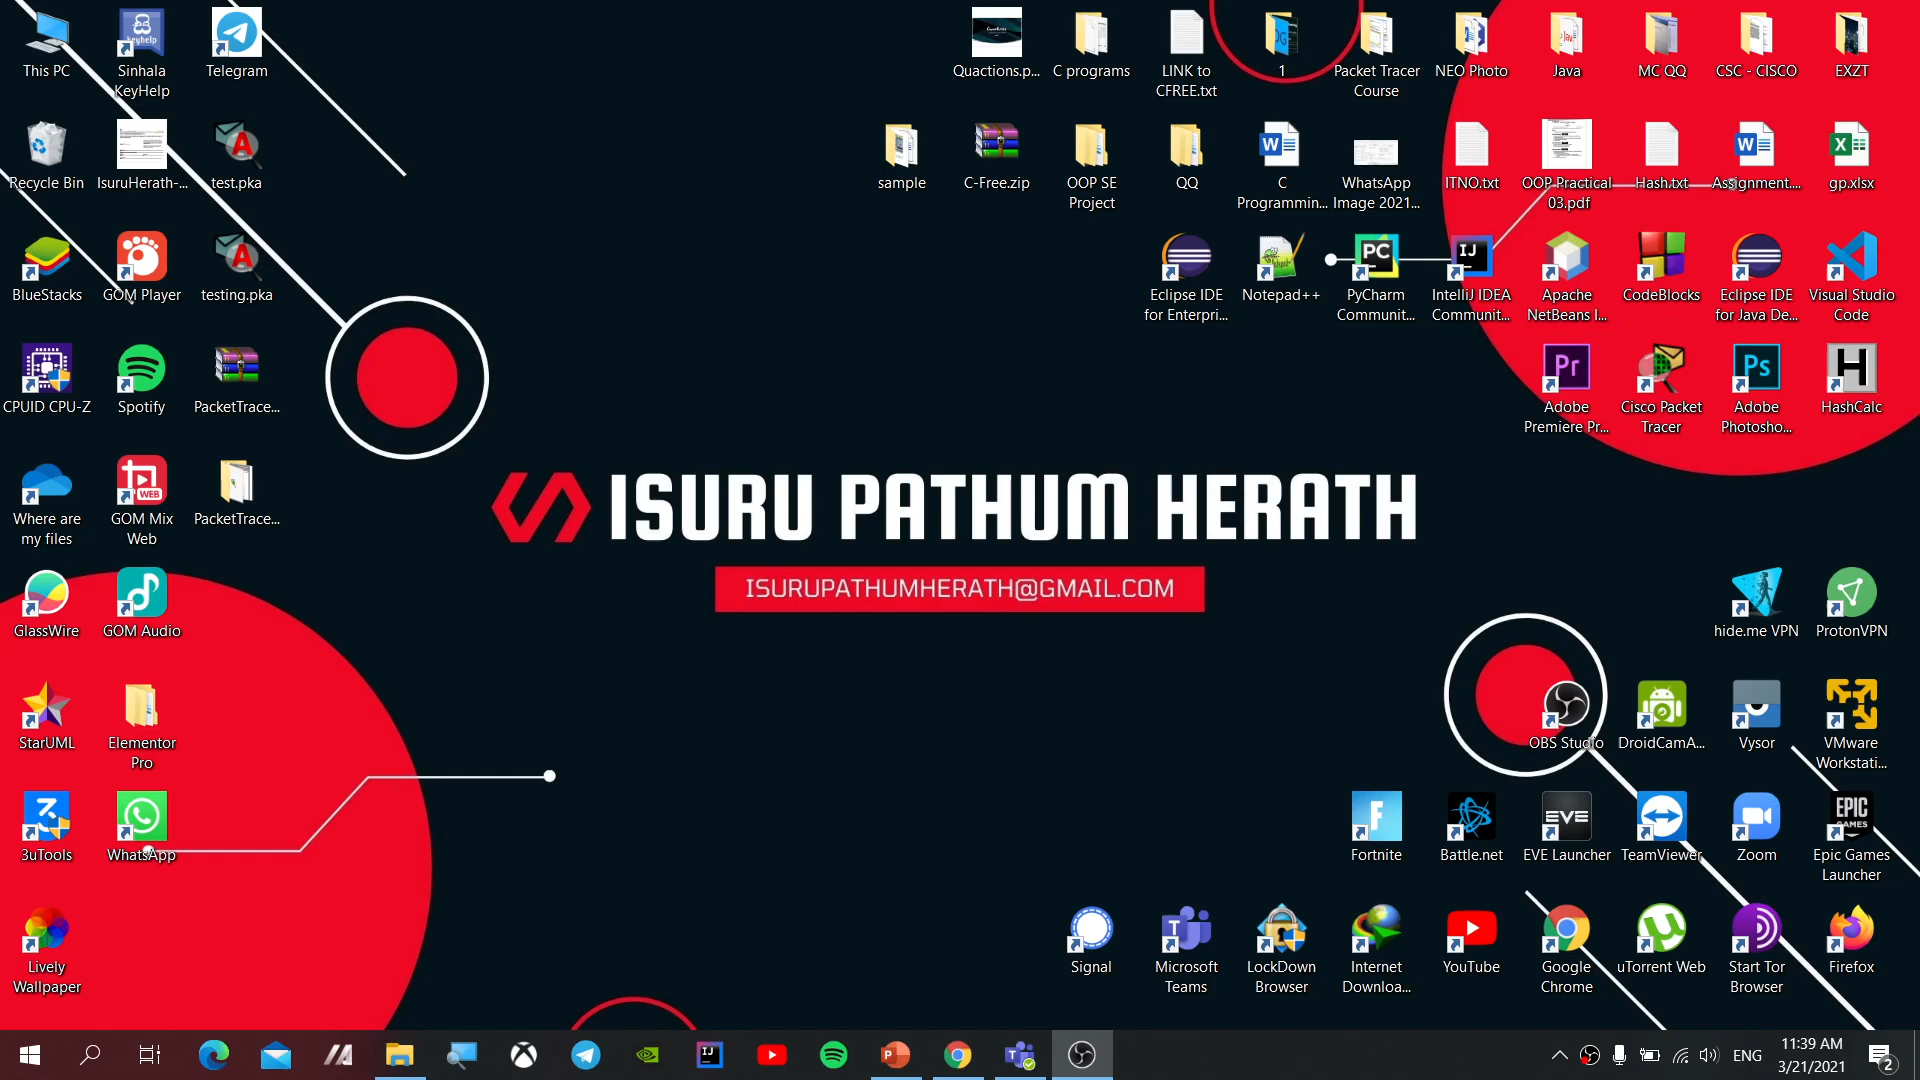 This PC
Sinhala
KeyHelp
Telegram
Quactions.p...
C programs
LINK to
CFREE.txt
1
Packet Tracer
Course
NEO Photo
Java
MC QQ
CSC - CISCO
EXZT
Recycle Bin
IsuruHerath-...
test.pka
sample
C-Free.zip
OOP SE
Project
QQ
C
Programmin...
WhatsApp
Image 2021...
ITNO.txt
OOP Practical
03.pdf
Hash.txt
Assignment....
gp.xlsx
BlueStacks
GOM Player
testing.pka
Eclipse IDE
for Enterpri...
Notepad++
PyCharm
Communit...
IntelliJ IDEA
Communit...
Apache
NetBeans I...
CodeBlocks
Eclipse IDE
for Java De...
Visual Studio
Code
CPUID CPU-Z
Spotify
PacketTrace...
Adobe
Premiere Pr...
Cisco Packet
Tracer
Adobe
Photosho...
HashCalc
Where are
my files
GOM Mix
Web
PacketTrace...
ISURU PATHUM HERATH
ISURUPATHUMHERATH@GMAIL.COM
GlassWire
GOM Audio
hide.me VPN
ProtonVPN
StarUML
Elementor
Pro
OBS Studio
DroidCamA...
Vysor
VMware
Workstati...
3uTools
WhatsApp
Fortnite
Battle.net
EVE Launcher
TeamViewer
Zoom
Epic Games
Launcher
Lively
Wallpaper
Signal
Microsoft
Teams
LockDown
Browser
Internet
Downloa...
YouTube
Google
Chrome
uTorrent Web
Start Tor
Browser
Firefox
ENG
11:39 AM
3/21/2021
2